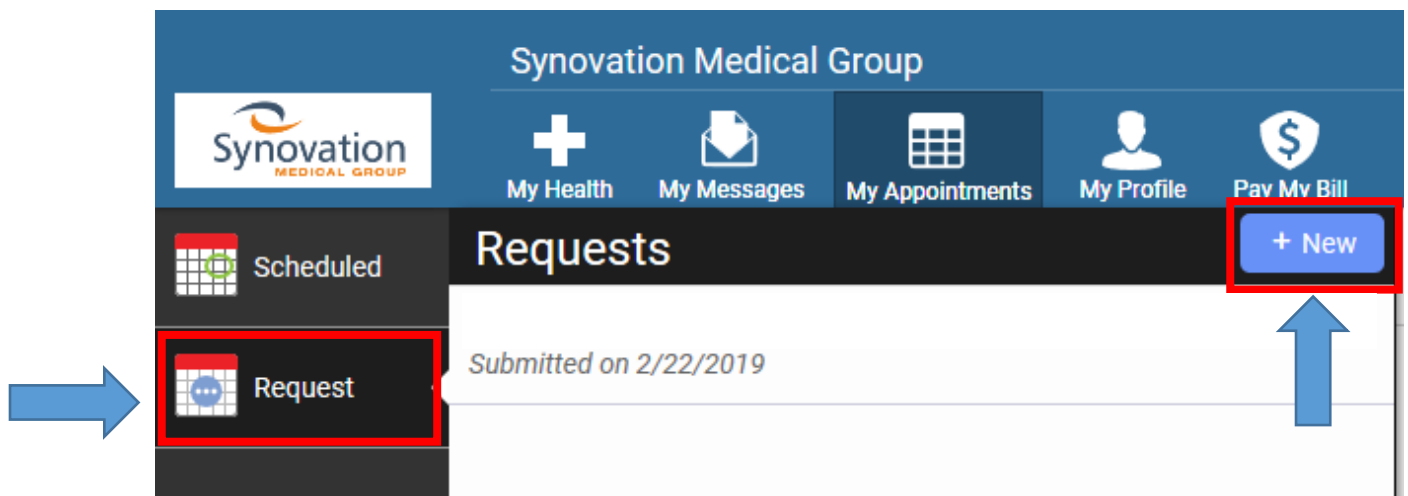 Synovation Medical Group
Synovation
MEDICAL GROUP
My Health
My Messages
My Appointments
My Profile
Pay My Bill
Scheduled
Requests
+ New
Request
Submitted on 2/22/2019